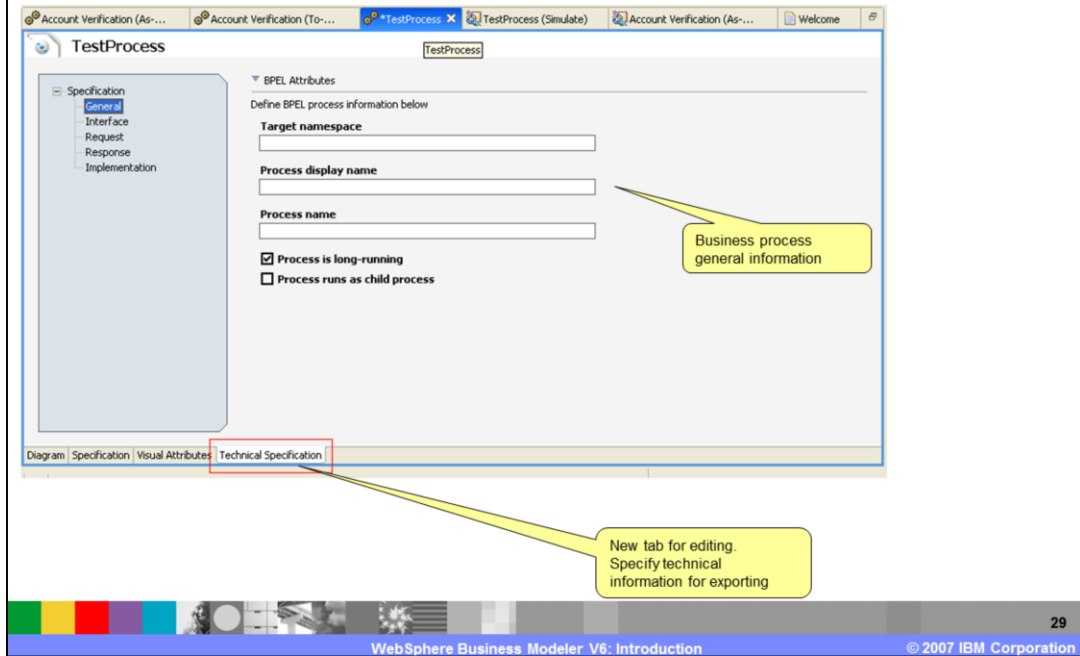 Account Verification (As-...
Account Verification (To-...
*TestProcess
TestProcess (Simulate)
Account Verification (As-...
Welcome
TestProcess
TestProcess
Specification
General
Interface
Request
Response
Implementation
BPEL Attributes
Define BPEL process information below
Target namespace
Process display name
Process name
Process is long-running
Process runs as child process
Business process
general information
Diagram
Specification
Visual Attributes
Technical Specification
New tab for editing.
Specify technical
information for exporting
29
WebSphere Business Modeler V6: Introduction
© 2007 IBM Corporation